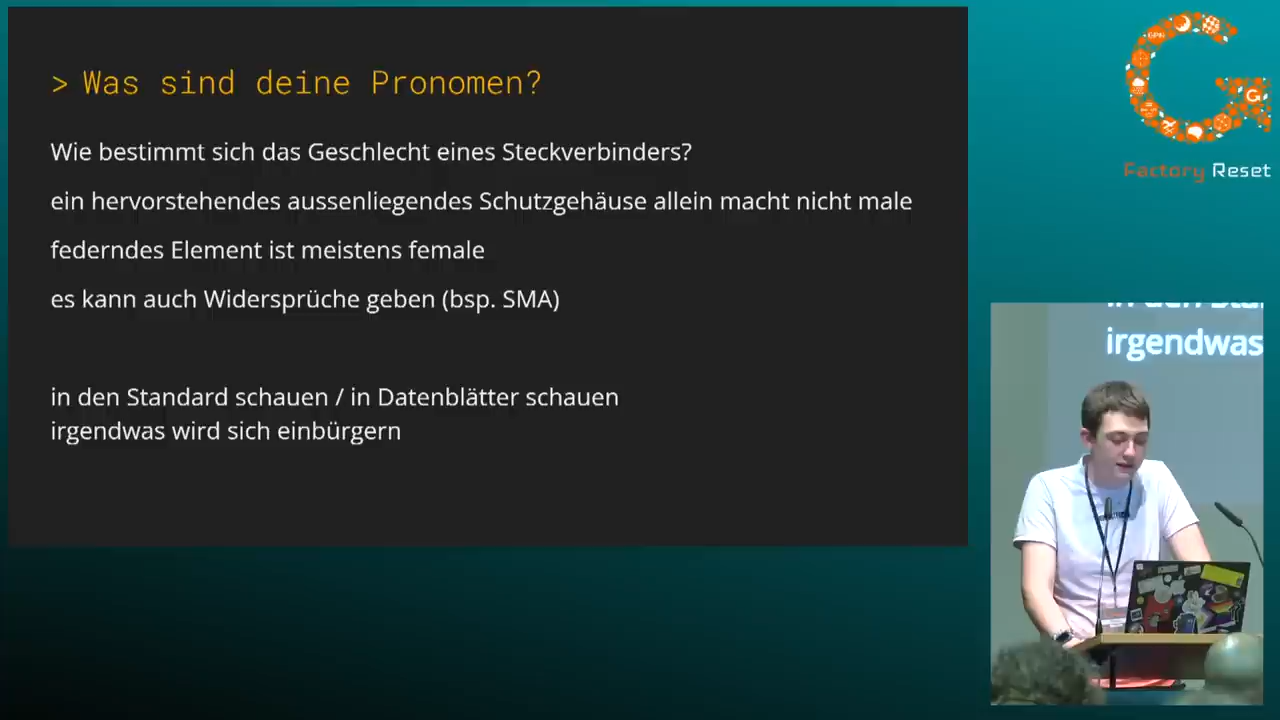 > Was sind deine Pronomen?
Wie bestimmt sich das Geschlecht eines Steckverbinders?
ein hervorstehendes aussenliegendes Schutzgehäuse allein macht nicht male
federndes Element ist meistens female
es kann auch Widersprüche geben (bsp. SMA)
in den Standard schauen / in Datenblätter schauen
irgendwas wird sich einbürgern
Factory Reset
irgendwas